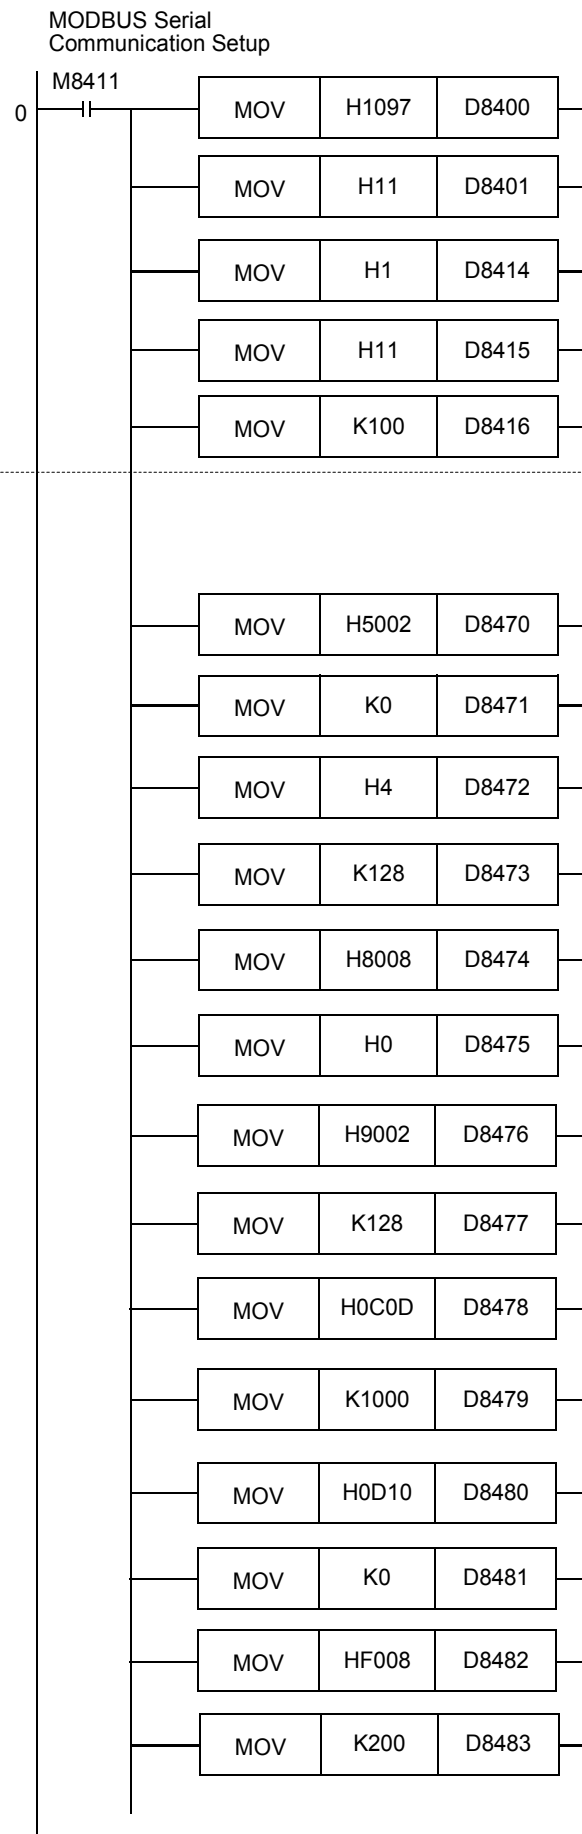 MODBUS Serial
Communication Setup
M8411
0 MOV H1097 D8400
MOV H11 D8401
MOV H1 D8414
MOV H11 D8415
MOV K100 D8416
MOV H5002 D8470
MOV K0 D8471
MOV H4 D8472
MOV K128 D8473
MOV H8008 D8474
MOV H0 D8475
MOV H9002 D8476
MOV K128 D8477
MOV H0C0D D8478
MOV K1000 D8479
MOV H0D10 D8480
MOV K0 D8481
MOV HF008 D8482
MOV K200 D8483